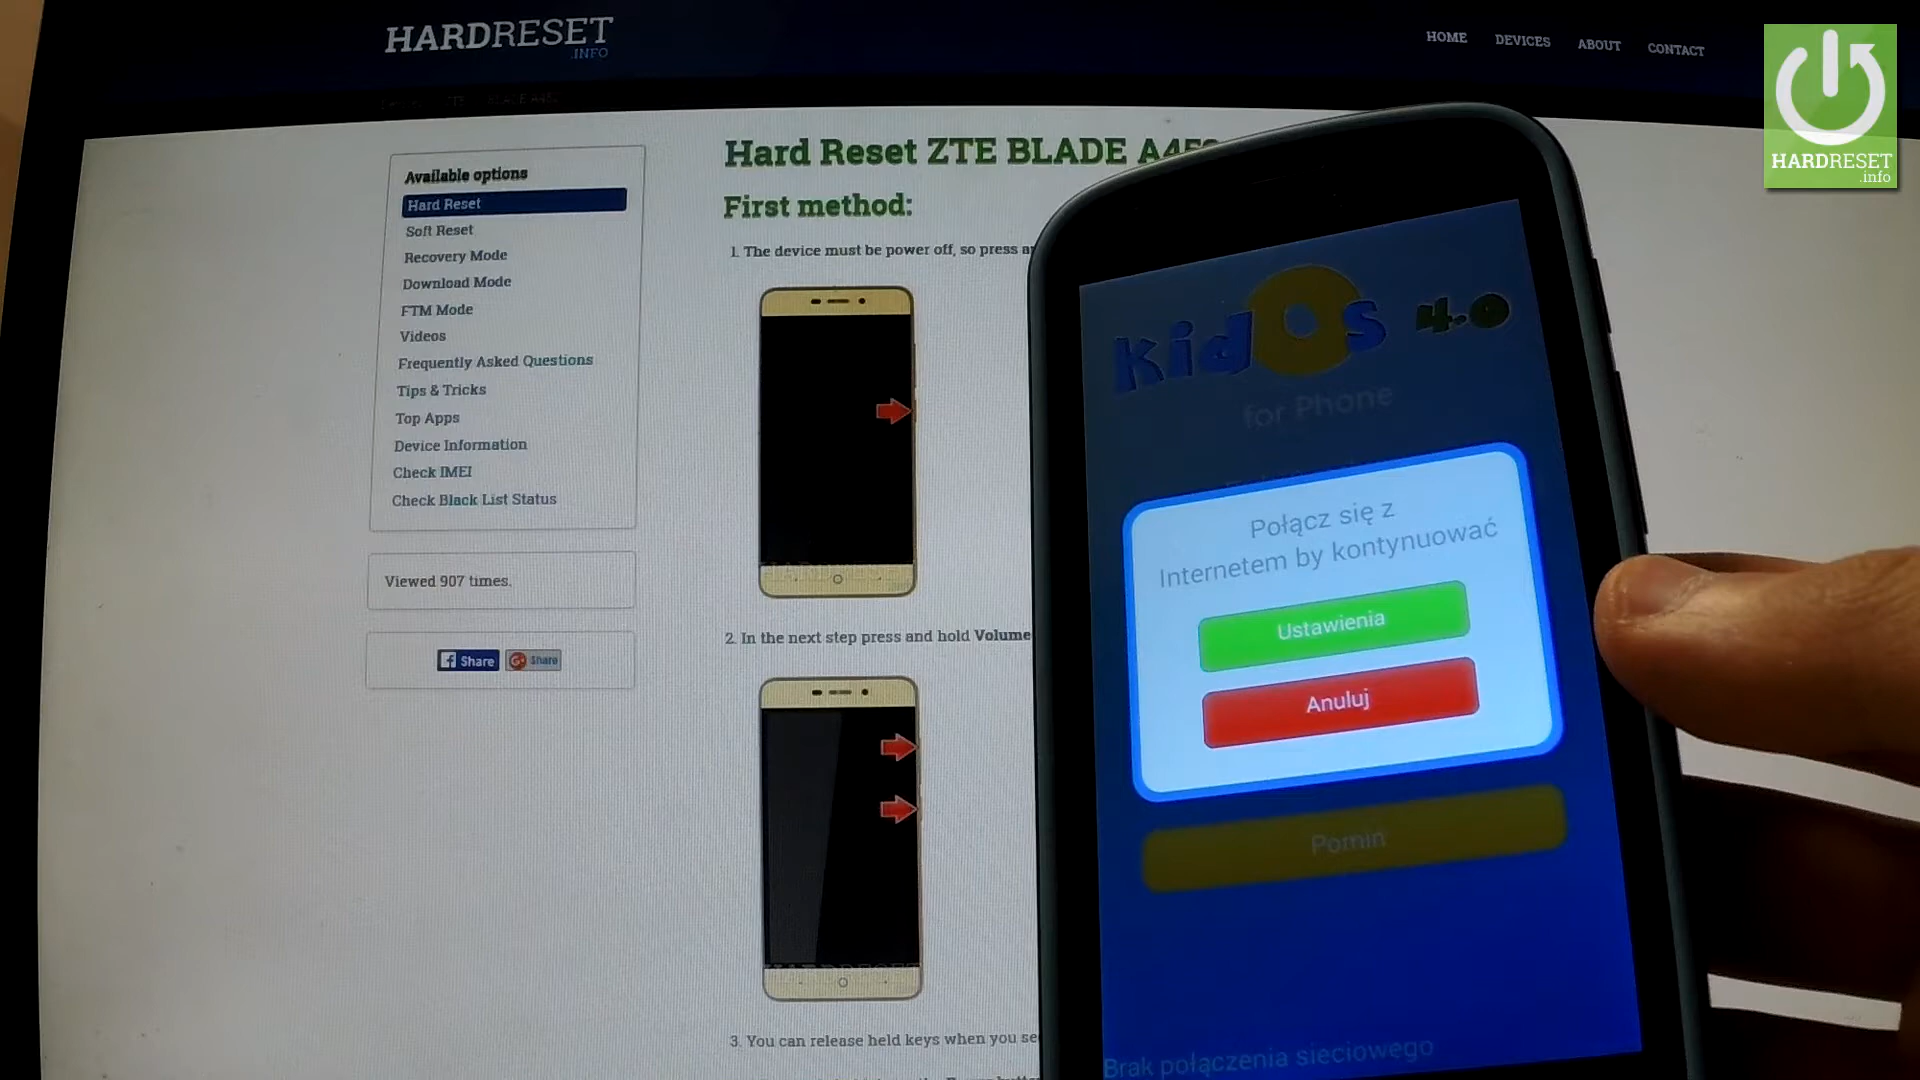 HARDRESET
.INFO
HOME DEVICES ABOUT CONTACT
HARDRESET
.info
BLADE A452
Available options
Hard Reset
Soft Reset
Recovery Mode
Download Mode
FTM Mode
Videos
Frequently Asked Questions
Tips & Tricks
Top Apps
Device Information
Check IMEI
Check Black List Status
Viewed 907 times.
Share Share
Hard Reset ZTE BLADE
First method:
1. The device must be power off, so press
2. In the next step press and hold Volume
3. You can release held keys when you
KidOs 4.0
for Phone
Połącz się z
Internetem by kontynuować
Ustawienia
Anuluj
Pomiń
Brak połączenia sieciowego